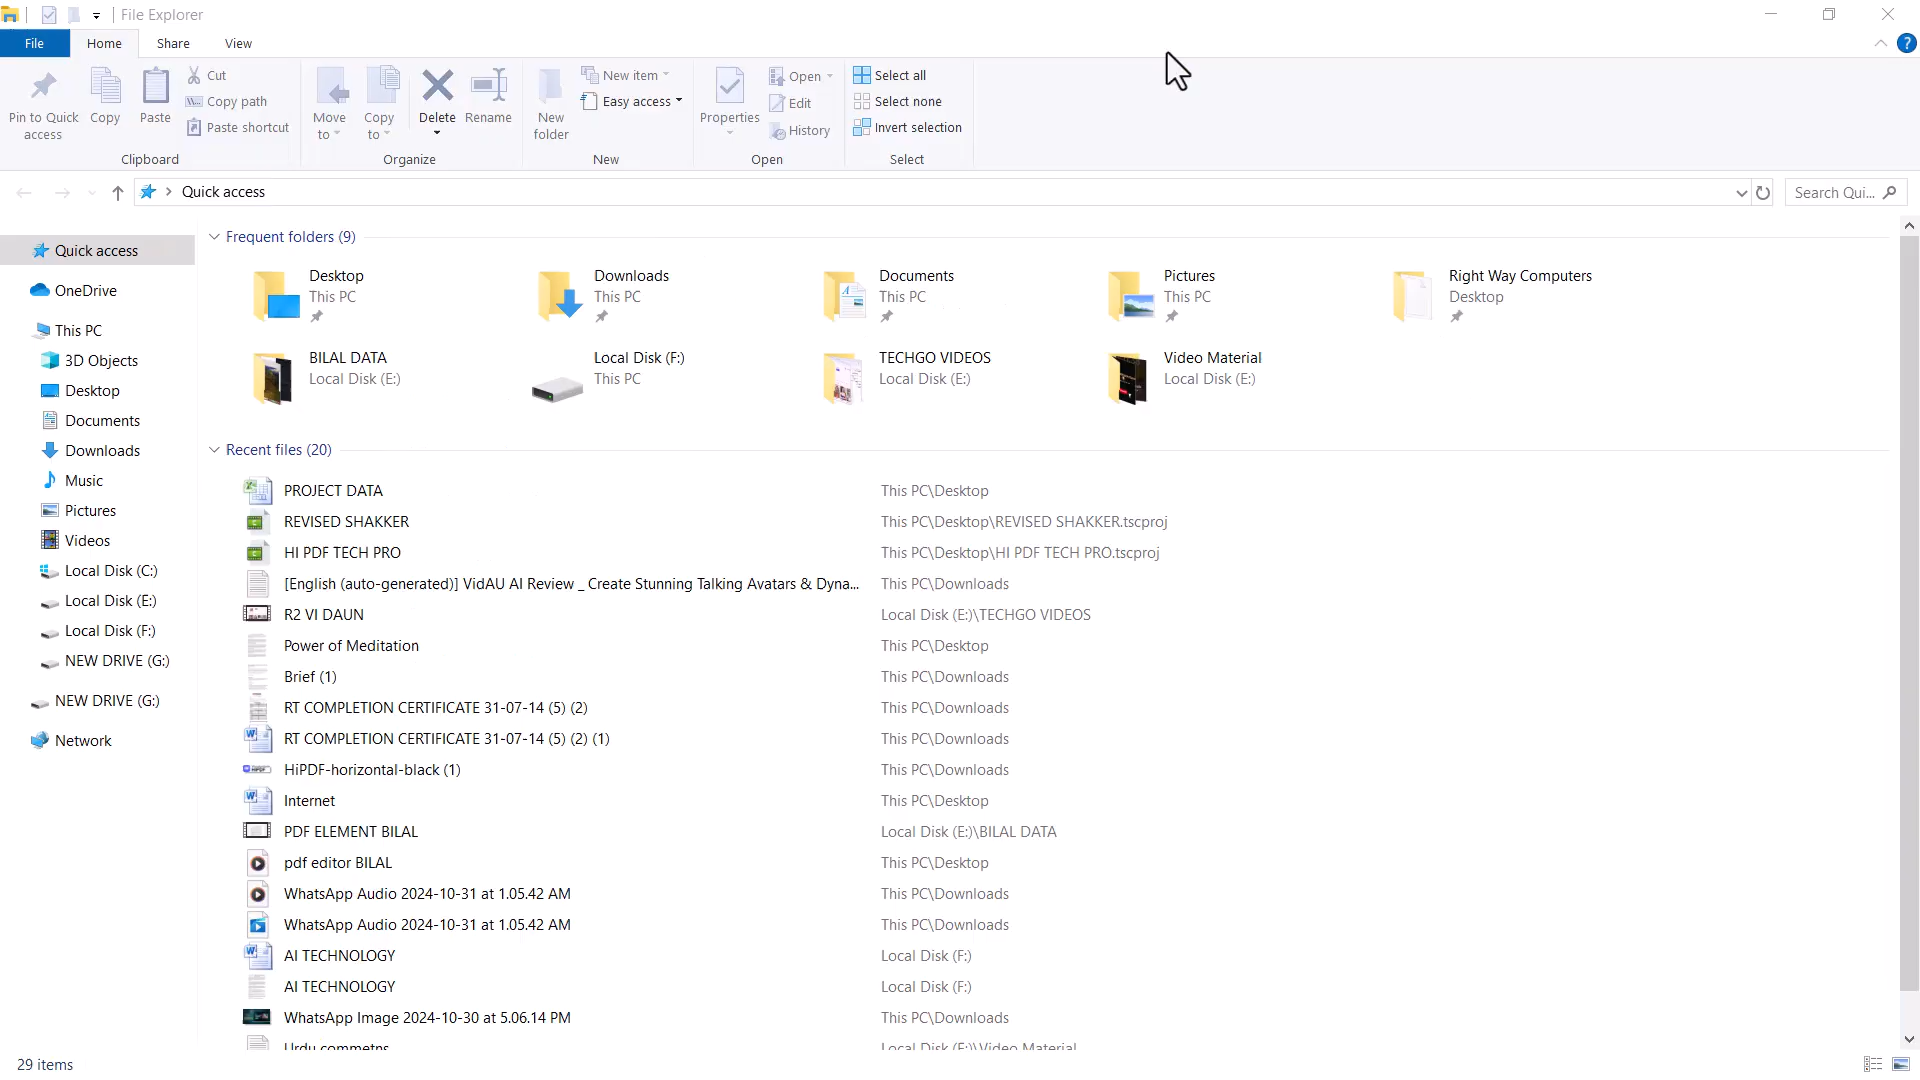 File Explorer
File Home Share View
Pin to Quick access
Copy
Paste
Cut
Copy path
Paste shortcut
Clipboard
Move to
Copy to
Delete
Rename
Organize
New folder
New item
Easy access
New
Properties
Open
Edit
History
Open
Select all
Select none
Invert selection
Select
Quick access
Search Qui...
Quick access
OneDrive
This PC
3D Objects
Desktop
Documents
Downloads
Music
Pictures
Videos
Local Disk (C:)
Local Disk (E:)
Local Disk (F:)
NEW DRIVE (G:)
NEW DRIVE (G:)
Network
Frequent folders (9)
Desktop
This PC
Downloads
This PC
Documents
This PC
Pictures
This PC
Right Way Computers
Desktop
BILAL DATA
Local Disk (E:)
Local Disk (F:)
This PC
TECHGO VIDEOS
Local Disk (E:)
Video Material
Local Disk (E:)
Recent files (20)
PROJECT DATA This PC\Desktop
REVISED SHAKKER This PC\Desktop\REVISED SHAKKER.tscproj
HI PDF TECH PRO This PC\Desktop\HI PDF TECH PRO.tscproj
[English (auto-generated)] VidAU AI Review _ Create Stunning Talking Avatars & Dyna... This PC\Downloads
R2 VI DAUN Local Disk (E:)\TECHGO VIDEOS
Power of Meditation This PC\Desktop
Brief (1) This PC\Downloads
RT COMPLETION CERTIFICATE 31-07-14 (5) (2) This PC\Downloads
RT COMPLETION CERTIFICATE 31-07-14 (5) (2) (1) This PC\Downloads
HiPDF-horizontal-black (1) This PC\Downloads
Internet This PC\Desktop
PDF ELEMENT BILAL Local Disk (E:)\BILAL DATA
pdf editor BILAL This PC\Desktop
WhatsApp Audio 2024-10-31 at 1.05.42 AM This PC\Downloads
WhatsApp Audio 2024-10-31 at 1.05.42 AM This PC\Downloads
AI TECHNOLOGY Local Disk (F:)
AI TECHNOLOGY Local Disk (F:)
WhatsApp Image 2024-10-30 at 5.06.14 PM This PC\Downloads
Urdu commetns Local Disk (E:)\Video Material
29 items